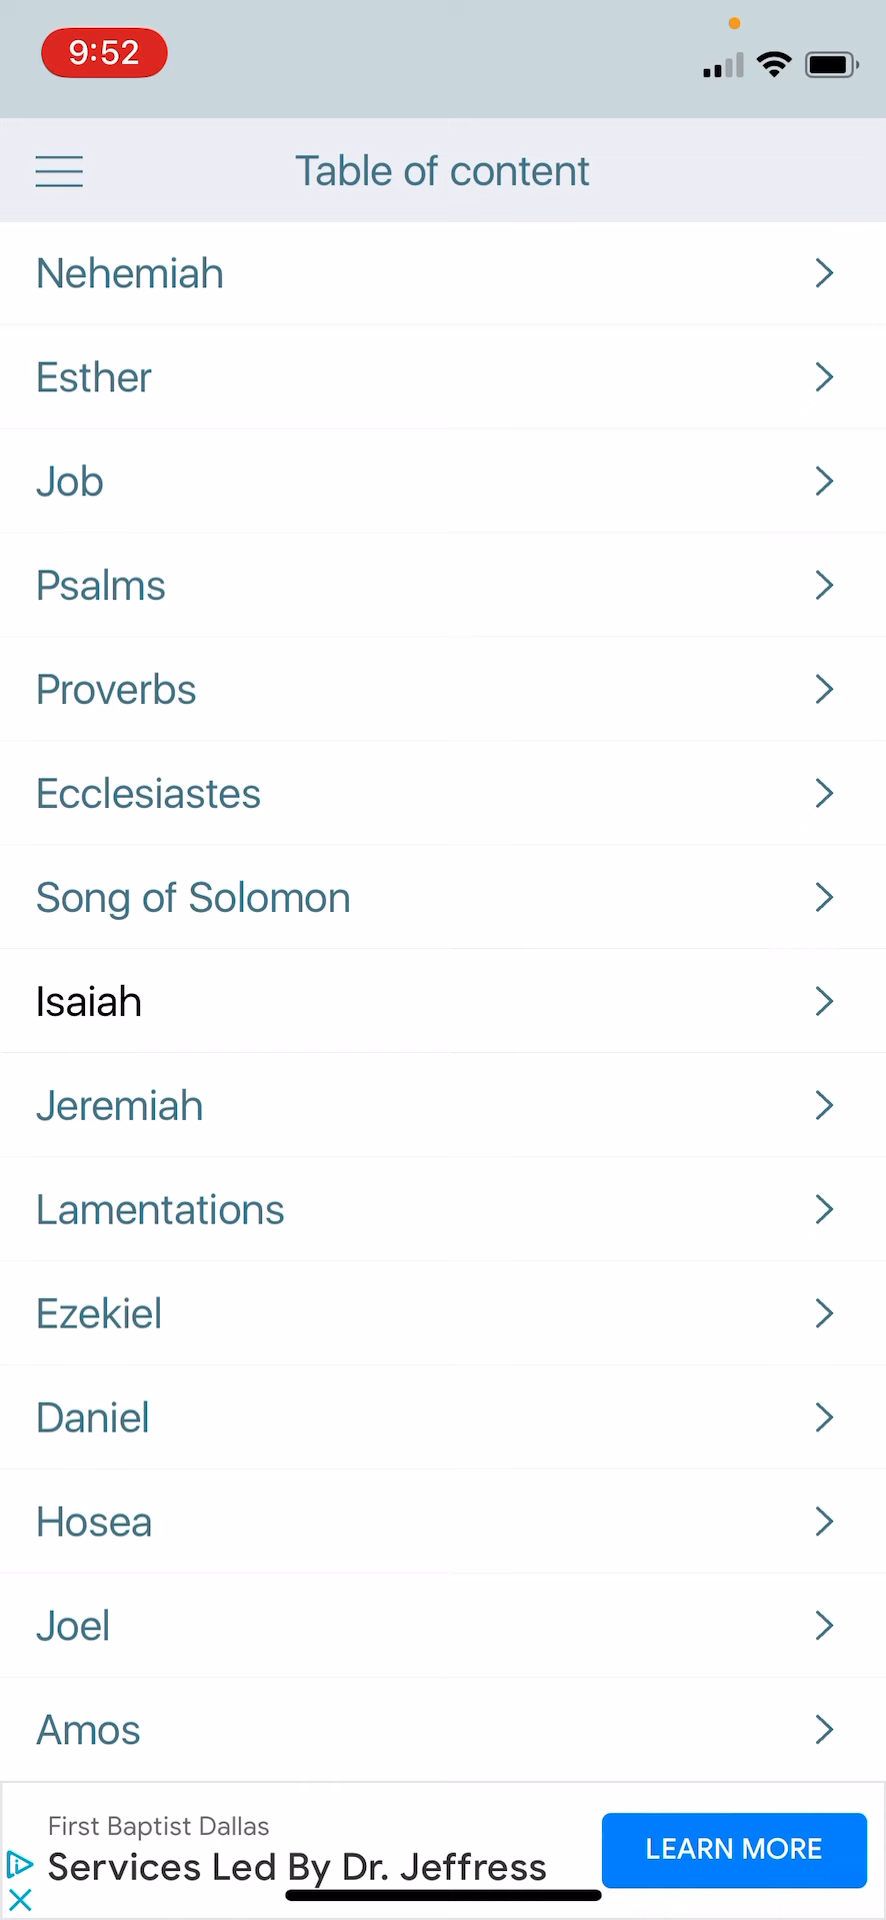 9:52
Table of content
Nehemiah
Esther
Job
Psalms
Proverbs
Ecclesiastes
Song of Solomon
Isaiah
Jeremiah
Lamentations
Ezekiel
Daniel
Hosea
Joel
Amos
First Baptist Dallas
Services Led By Dr. Jeffress
LEARN MORE